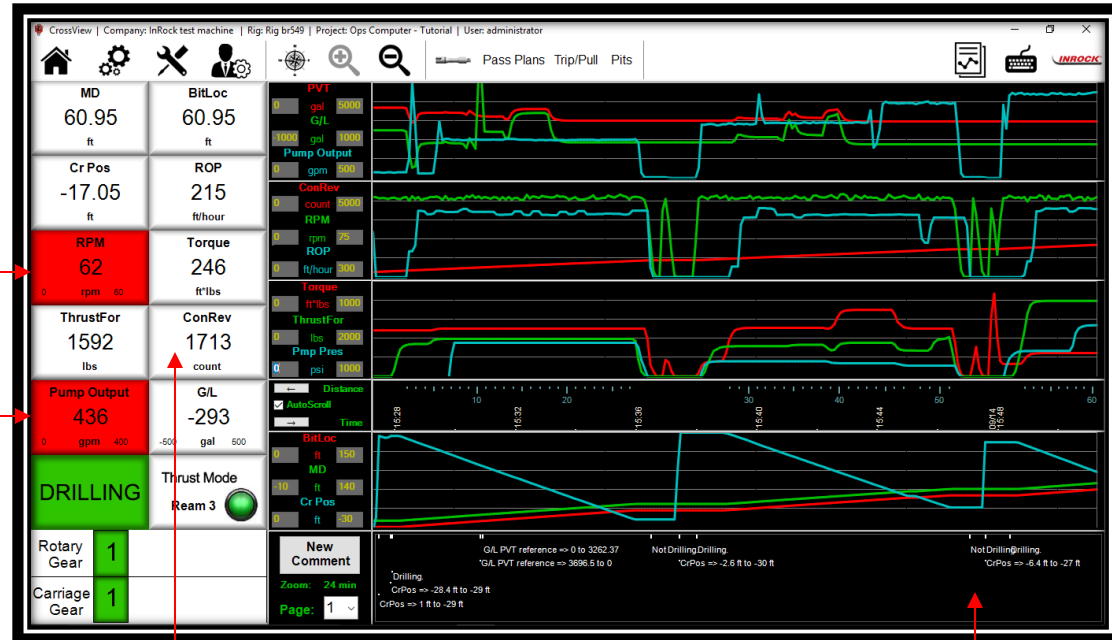 CrossView | Company: InRock test machine | Rig: Rig br549 | Project: Ops Computer - Tutorial | User: administrator
Pass Plans Trip/Pull Pits
INROCK
MD
60.95
ft
BitLoc
60.95
ft
Cr Pos
-17.05
ft
ROP
215
ft/hour
RPM
62
0 rpm 60
Torque
246
ft*lbs
ThrustFor
1592
lbs
ConRev
1713
count
Pump Output
436
0 gpm 400
G/L
-293
-500 gal 500
DRILLING
Thrust Mode
Ream 3
Rotary
Gear
1
Carriage
Gear
1
PVT
0 gal 5000
G/L
-1000 gal 1000
Pump Output
0 gpm 500
ConRev
0 count 5000
RPM
0 rpm 75
ROP
0 ft/hour 300
Torque
0 ft*lbs 1000
ThrustFor
0 lbs 2000
Pmp Pres
0 psi 1000
← Distance
AutoScroll
→ Time
10 20 30 40 50 60
15:28 15:32 15:36 15:40 15:44 09/14 15:48
BitLoc
0 ft 150
MD
-10 ft 140
Cr Pos
0 ft -30
New
Comment
Zoom: 24 min
Page: 1
G/L PVT reference => 0 to 3262.37
Not Drilling Drilling.
Not Drilling Drilling.
'G/L PVT reference => 3696.5 to 0
'CrPos => -2.6 ft to -30 ft
'CrPos => -6.4 ft to -27 ft
'Drilling.
CrPos => -28.4 ft to -29 ft
CrPos => 1 ft to -29 ft